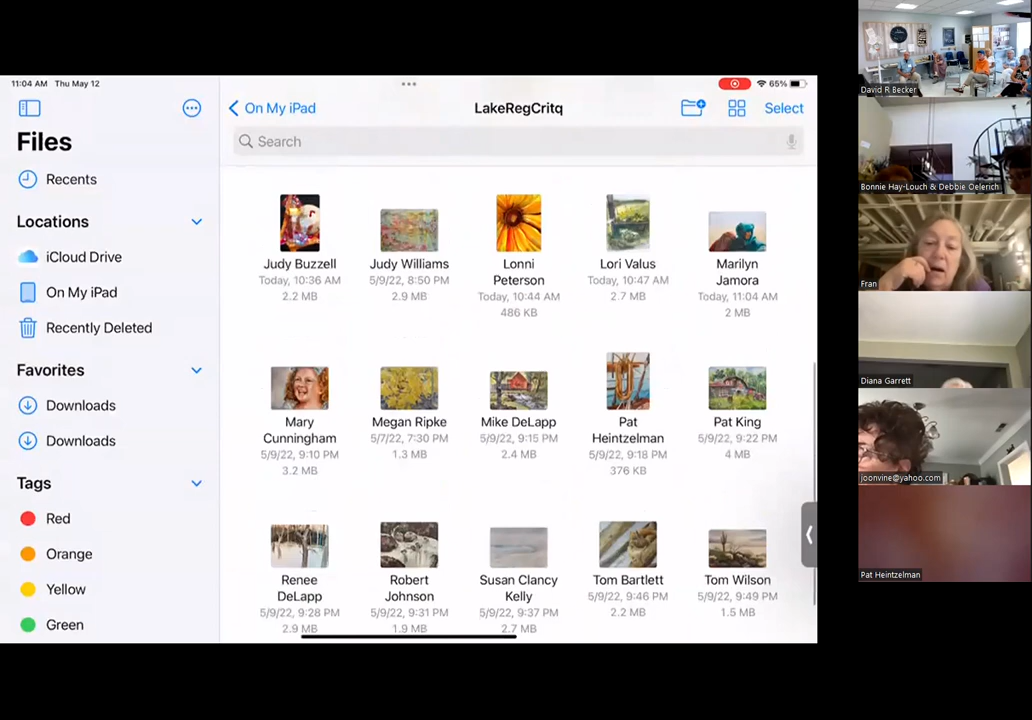 11:04 AM Thu May 12
65%
On My iPad
LakeRegCritq
Select
Files
Search
Recents
Locations
iCloud Drive
On My iPad
Recently Deleted
Favorites
Downloads
Downloads
Tags
Red
Orange
Yellow
Green
Judy Buzzell
Today, 10:36 AM
2.2 MB
Judy Williams
5/9/22, 8:50 PM
2.9 MB
Lonni
Peterson
Today, 10:44 AM
486 KB
Lori Valus
Today, 10:47 AM
2.7 MB
Marilyn
Jamora
Today, 11:04 AM
2 MB
Mary
Cunningham
5/9/22, 9:10 PM
3.2 MB
Megan Ripke
5/7/22, 7:30 PM
1.3 MB
Mike DeLapp
5/9/22, 9:15 PM
2.4 MB
Pat
Heintzelman
5/9/22, 9:18 PM
376 KB
Pat King
5/9/22, 9:22 PM
4 MB
Renee
DeLapp
5/9/22, 9:28 PM
2.9 MB
Robert
Johnson
5/9/22, 9:31 PM
1.9 MB
Susan Clancy
Kelly
5/9/22, 9:37 PM
2.7 MB
Tom Bartlett
5/9/22, 9:46 PM
2.2 MB
Tom Wilson
5/9/22, 9:49 PM
1.5 MB
David R Becker
Bonnie Hay-Louch & Debbie Oelerich
Fran
Diana Garrett
joonvine@yahoo.com
Pat Heintzelman